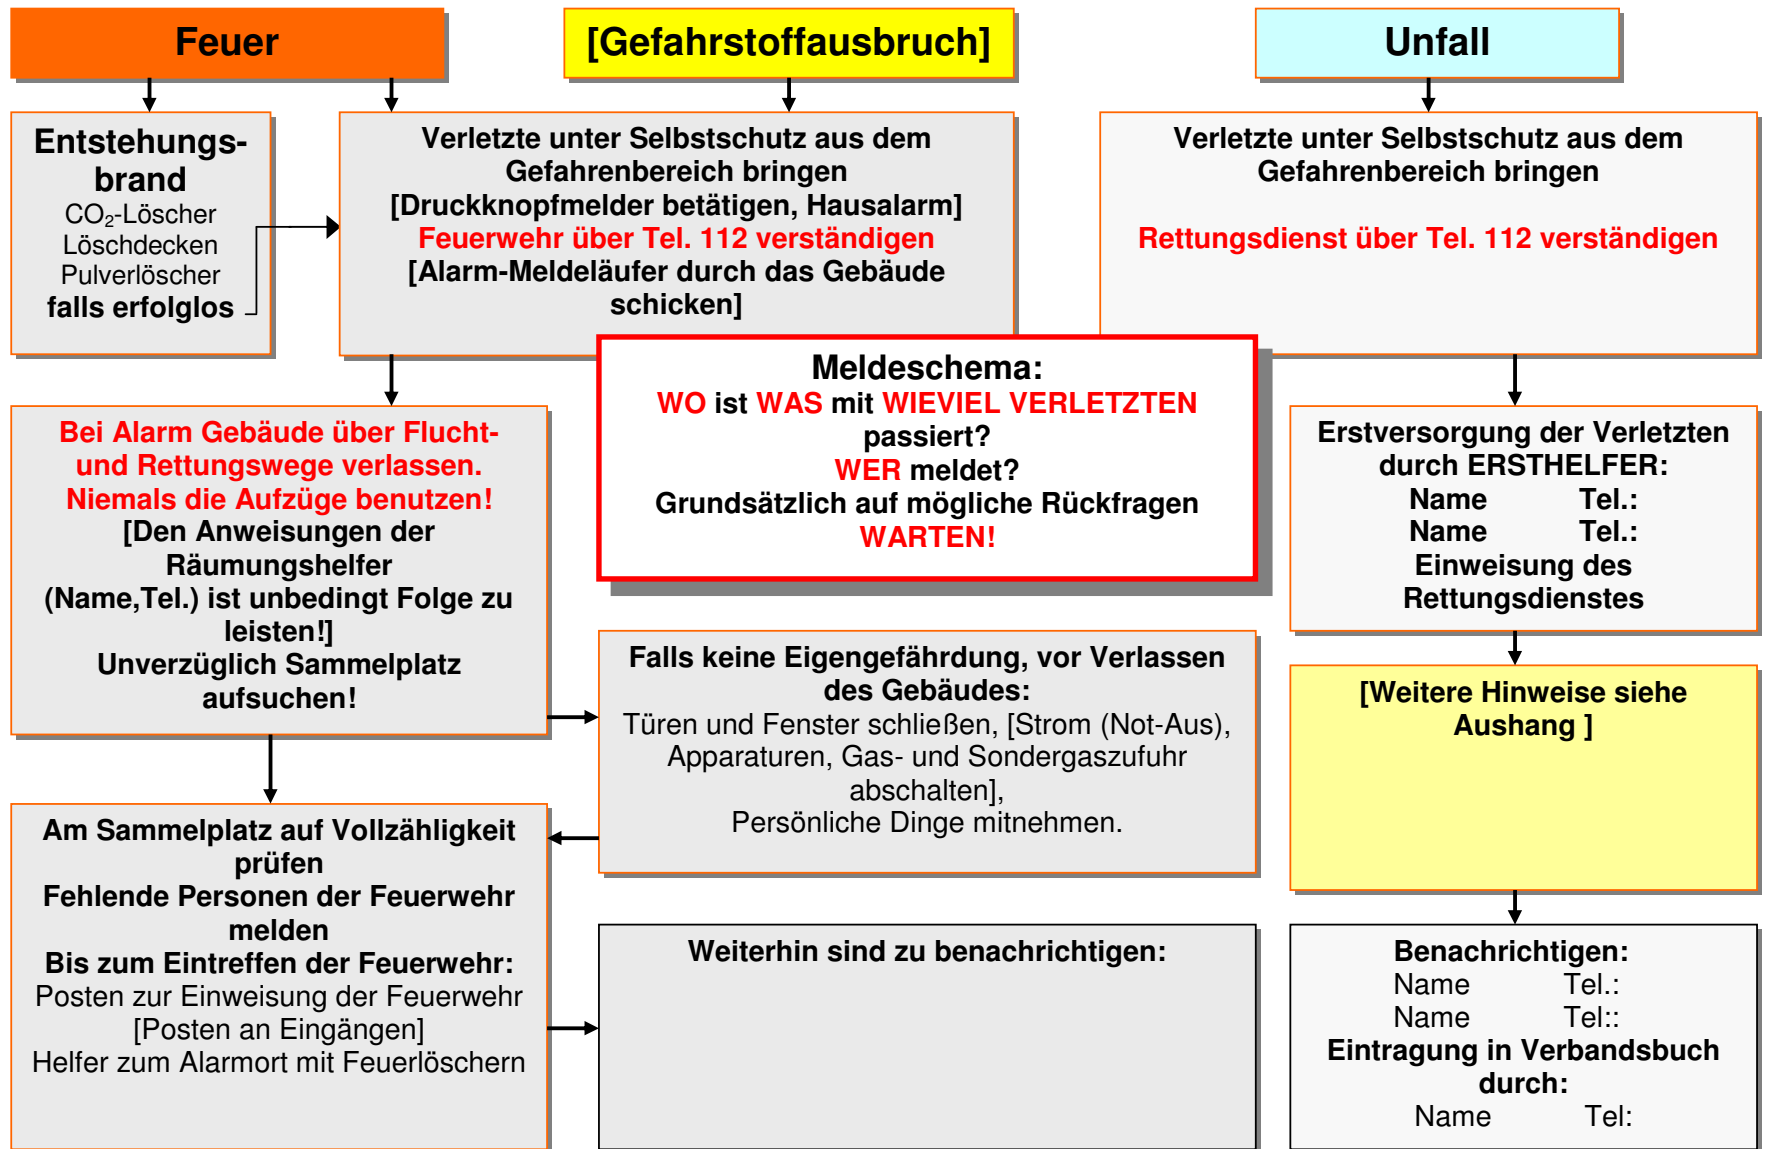 Feuer
[Gefahrstoffausbruch]
Unfall
Entstehungs-
brand
CO₂-Löscher
Löschdecken
Pulverlöscher
falls erfolglos
Verletzte unter Selbstschutz aus dem
Gefahrenbereich bringen
[Druckknopfmelder betätigen, Hausalarm]
Feuerwehr über Tel. 112 verständigen
[Alarm-Meldeläufer durch das Gebäude
schicken]
Verletzte unter Selbstschutz aus dem
Gefahrenbereich bringen
Rettungsdienst über Tel. 112 verständigen
Meldeschema:
WO ist WAS mit WIEVIEL VERLETZTEN
passiert?
WER meldet?
Grundsätzlich auf mögliche Rückfragen
WARTEN!
Bei Alarm Gebäude über Flucht-
und Rettungswege verlassen.
Niemals die Aufzüge benutzen!
[Den Anweisungen der
Räumungshelfer
(Name,Tel.) ist unbedingt Folge zu
leisten!]
Unverzüglich Sammelplatz
aufsuchen!
Erstversorgung der Verletzten
durch ERSTHELFER:
Name Tel.:
Name Tel.:
Einweisung des
Rettungsdienstes
Falls keine Eigengefährdung, vor Verlassen
des Gebäudes:
Türen und Fenster schließen, [Strom (Not-Aus),
Apparaturen, Gas- und Sondergaszufuhr
abschalten],
Persönliche Dinge mitnehmen.
[Weitere Hinweise siehe
Aushang ]
Am Sammelplatz auf Vollzähligkeit
prüfen
Fehlende Personen der Feuerwehr
melden
Bis zum Eintreffen der Feuerwehr:
Posten zur Einweisung der Feuerwehr
[Posten an Eingängen]
Helfer zum Alarmort mit Feuerlöschern
Weiterhin sind zu benachrichtigen:
Benachrichtigen:
Name Tel.:
Name Tel::
Eintragung in Verbandsbuch
durch:
Name Tel: